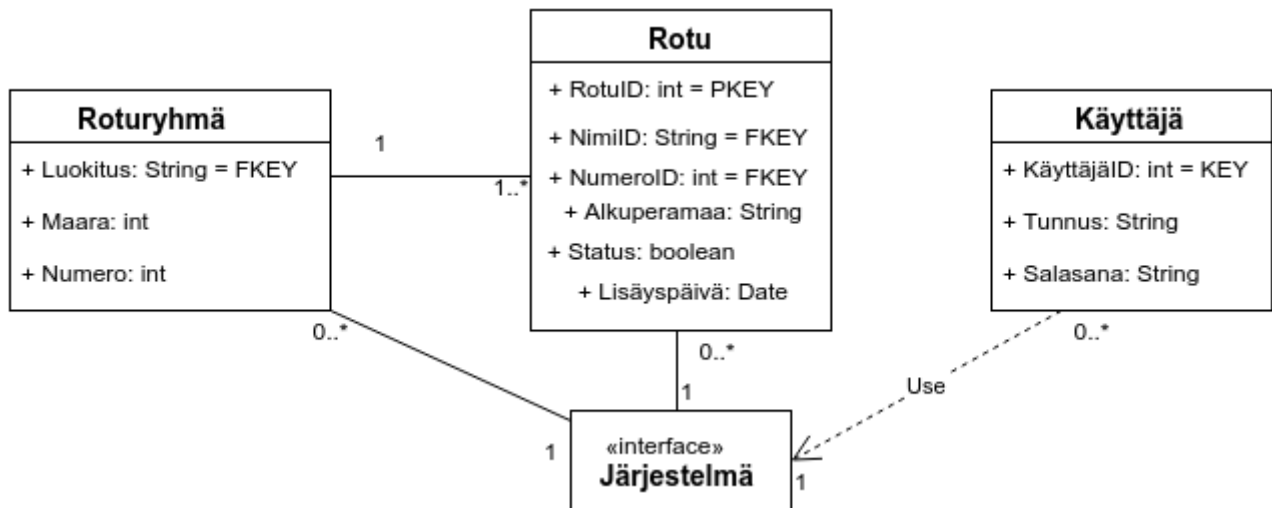 Rotu
+ RotuID: int = PKEY
+ NimiID: String = FKEY
+ NumeroID: int = FKEY
+ Alkuperamaa: String
+ Status: boolean
+ Lisäyspäivä: Date
Roturyhmä
+ Luokitus: String = FKEY
+ Maara: int
+ Numero: int
Käyttäjä
+ KäyttäjäID: int = KEY
+ Tunnus: String
+ Salasana: String
1
1..*
0..*
0..*
0..*
1
1
Use
1
«interface»
Järjestelmä